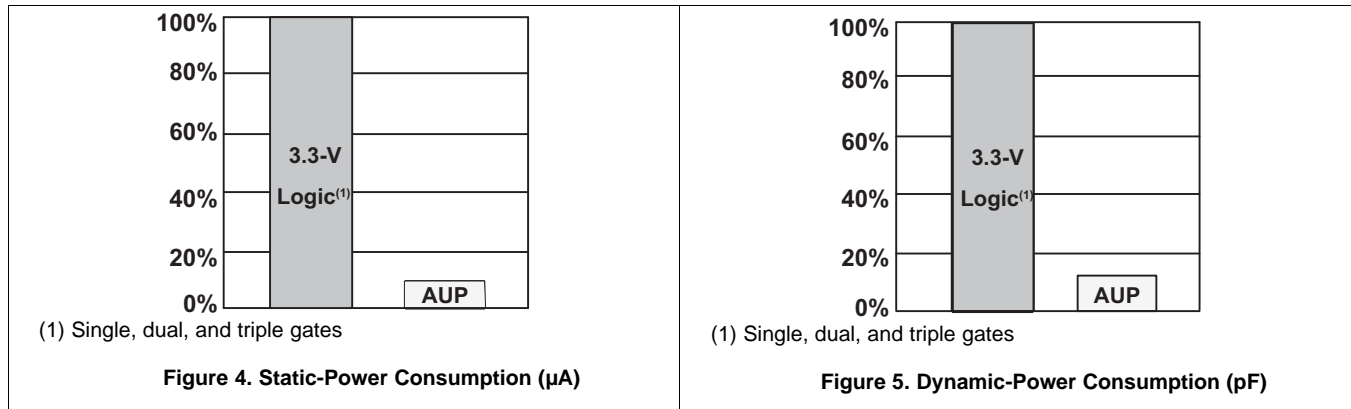 100%
80%
60%
40%
20%
0%
3.3-V
Logic(1)
AUP
(1) Single, dual, and triple gates
Figure 4. Static-Power Consumption (µA)
100%
80%
60%
40%
20%
0%
3.3-V
Logic(1)
AUP
(1) Single, dual, and triple gates
Figure 5. Dynamic-Power Consumption (pF)